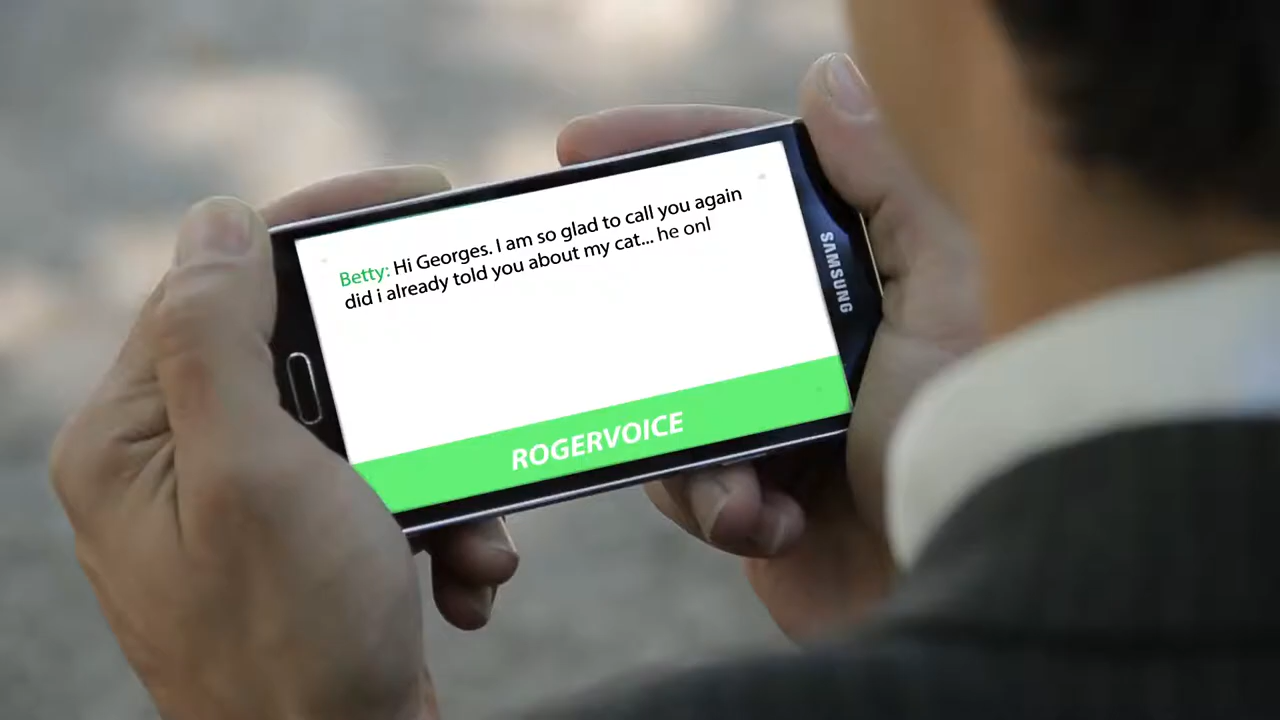 Betty: Hi Georges. I am so glad to call you again
did i already told you about my cat... he onl
ROGERVOICE
SAMSUNG